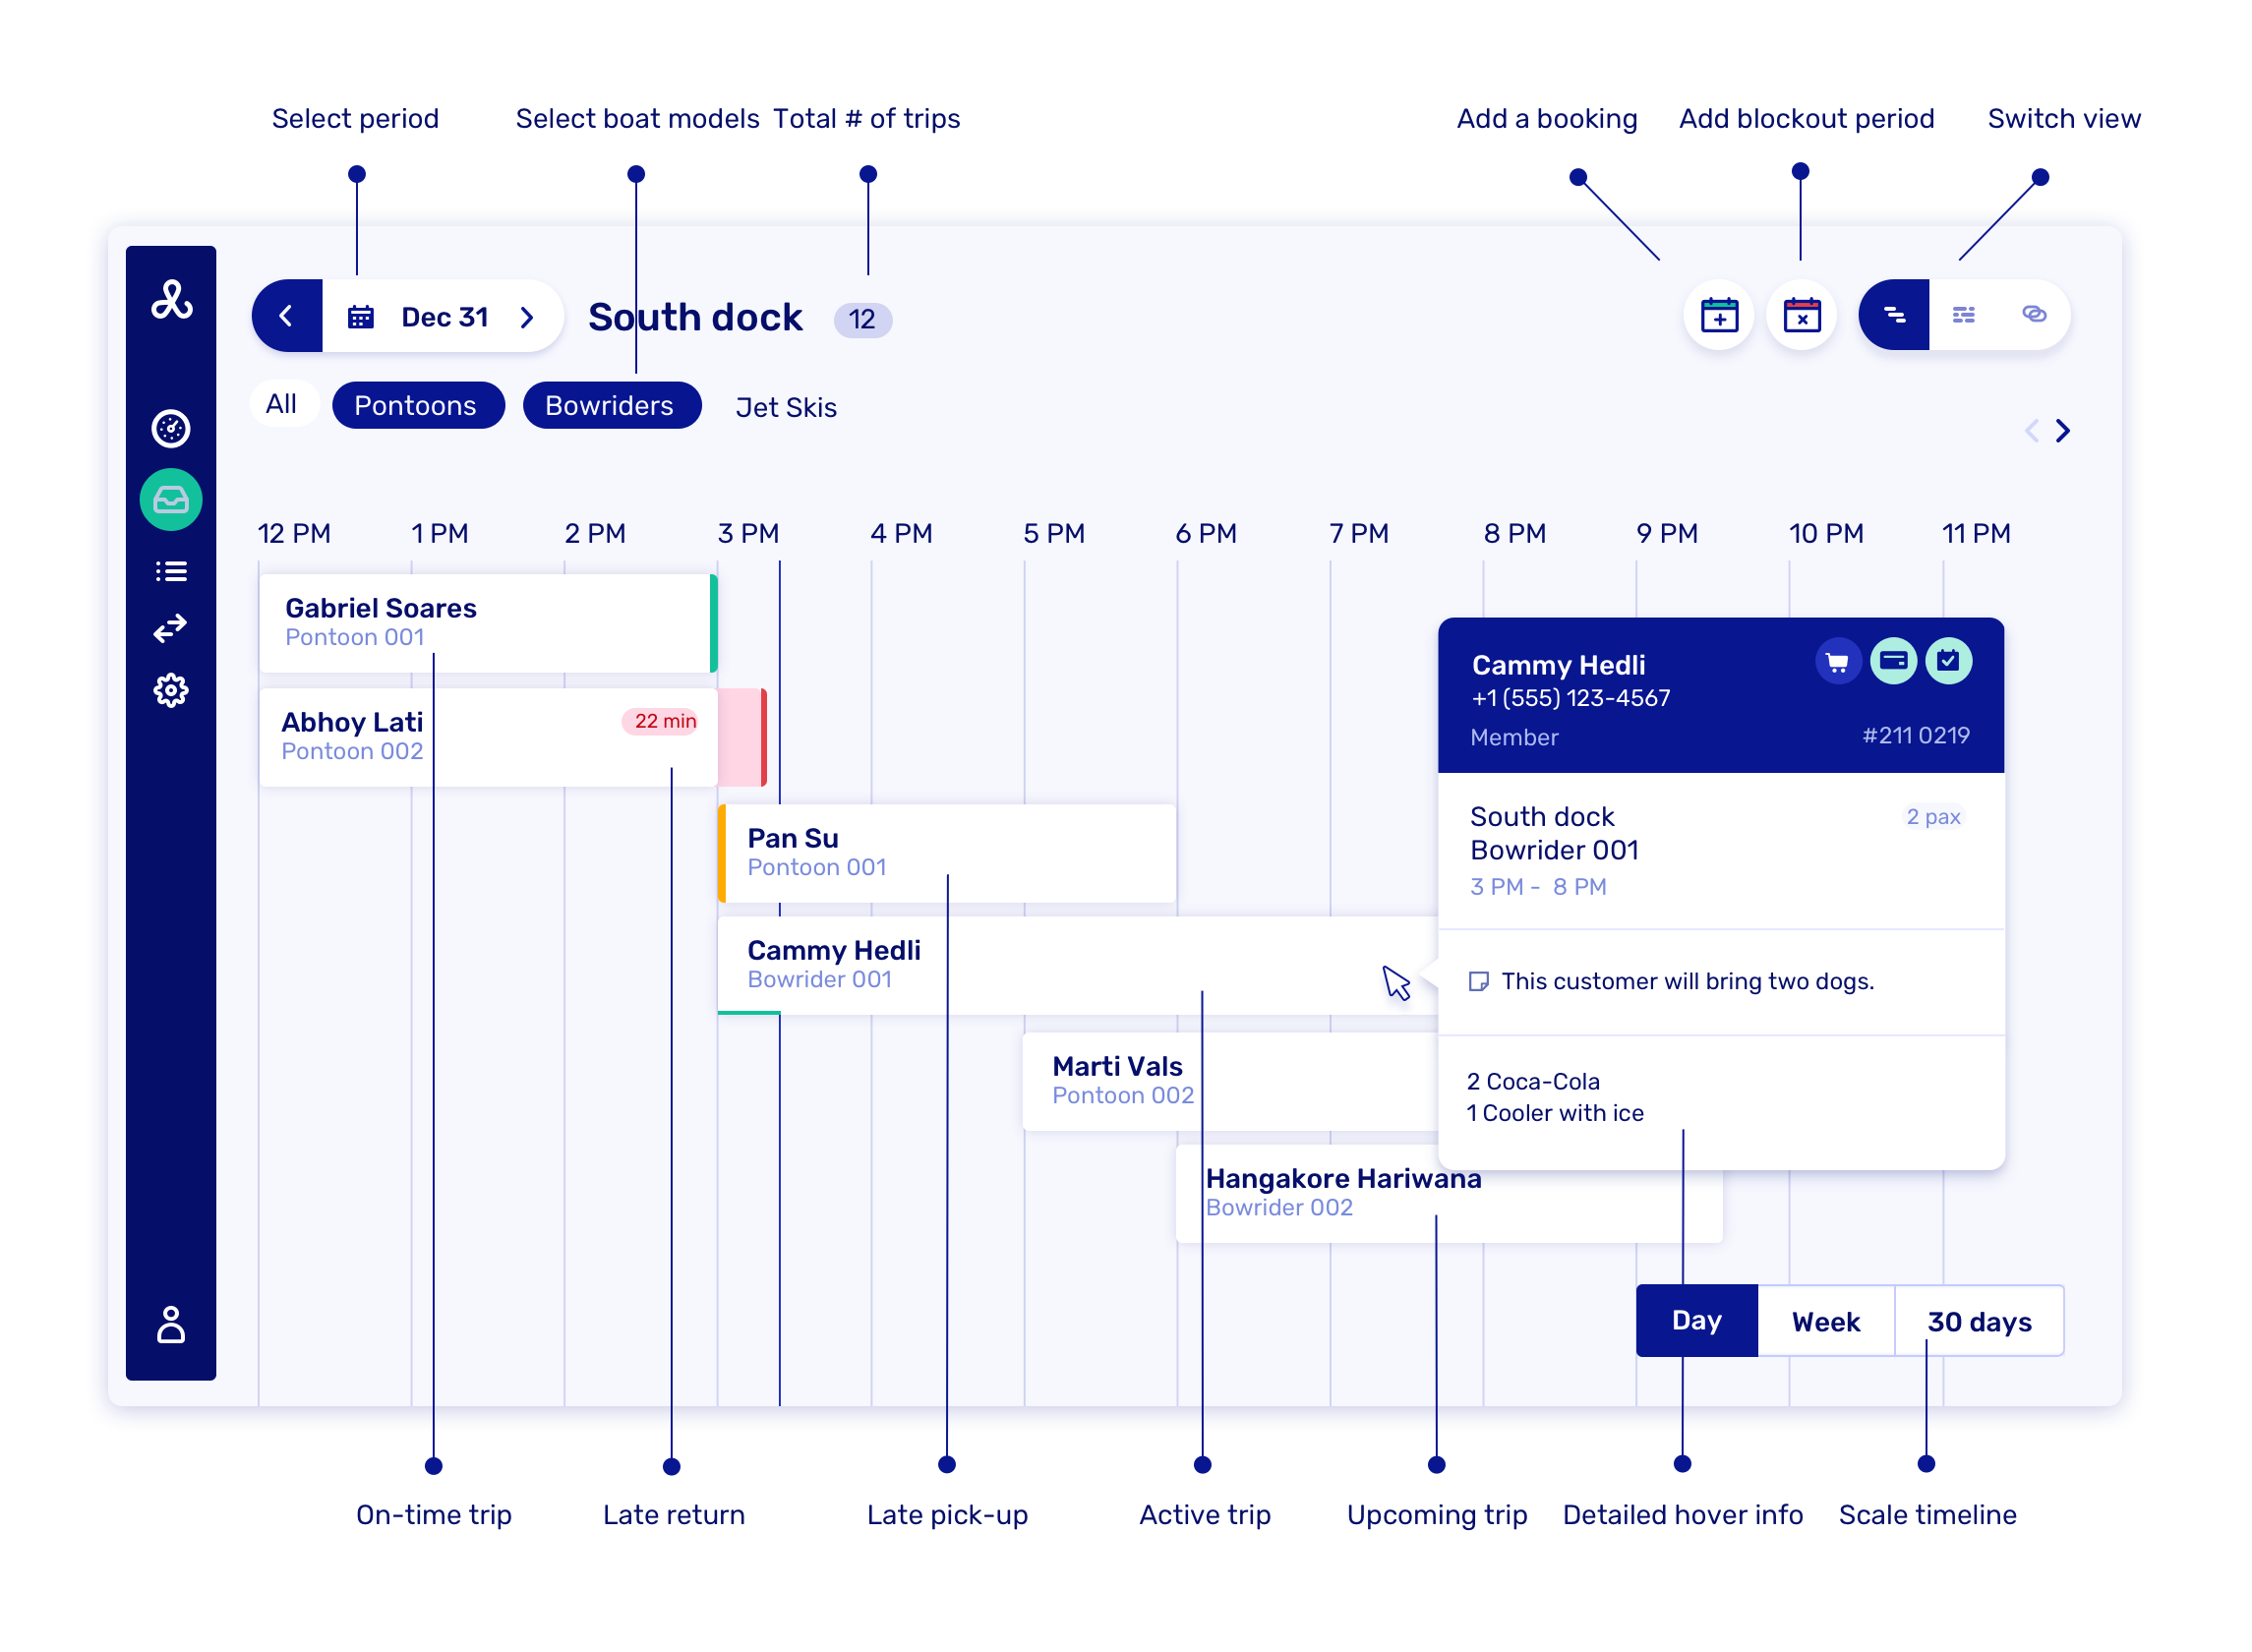 Select period
Select boat models
Total # of trips
Add a booking
Add blockout period
Switch view
Dec 31
South dock
12
All
Pontoons
Bowriders
Jet Skis
12 PM
1 PM
2 PM
3 PM
4 PM
5 PM
6 PM
7 PM
8 PM
9 PM
10 PM
11 PM
Gabriel Soares
Pontoon 001
Abhoy Lati
Pontoon 002
22 min
Pan Su
Pontoon 001
Cammy Hedli
Bowrider 001
Marti Vals
Pontoon 002
Hangakore Hariwana
Bowrider 002
Cammy Hedli
+1 (555) 123-4567
Member
#211 0219
South dock
2 pax
Bowrider 001
3 PM - 8 PM
This customer will bring two dogs.
2 Coca-Cola
1 Cooler with ice
Day
Week
30 days
On-time trip
Late return
Late pick-up
Active trip
Upcoming trip
Detailed hover info
Scale timeline